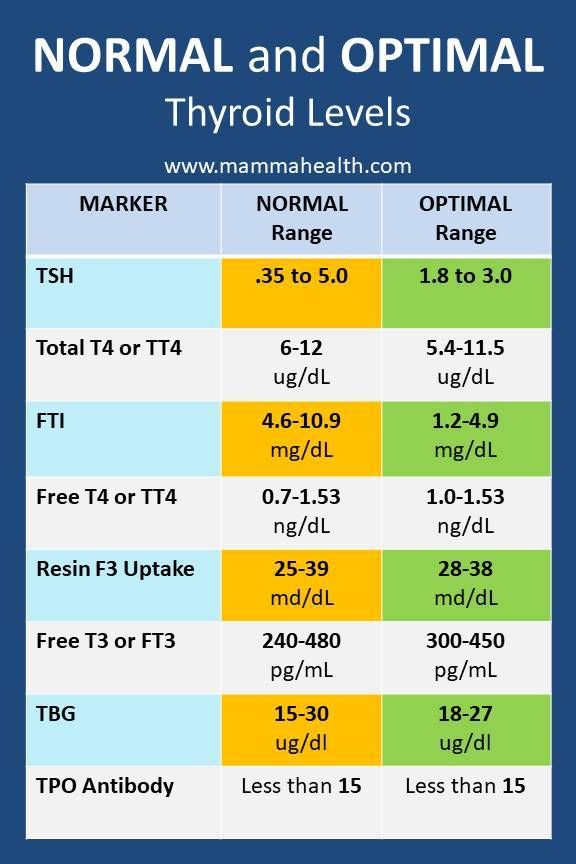 NORMAL and OPTIMAL
Thyroid Levels
www.mammahealth.com
MARKER NORMAL Range OPTIMAL Range
TSH .35 to 5.0 1.8 to 3.0
Total T4 or TT4 6-12 ug/dL 5.4-11.5 ug/dL
FTI 4.6-10.9 mg/dL 1.2-4.9 mg/dL
Free T4 or TT4 0.7-1.53 ng/dL 1.0-1.53 ng/dL
Resin F3 Uptake 25-39 md/dL 28-38 md/dL
Free T3 or FT3 240-480 pg/mL 300-450 pg/mL
TBG 15-30 ug/dl 18-27 ug/dl
TPO Antibody Less than 15 Less than 15